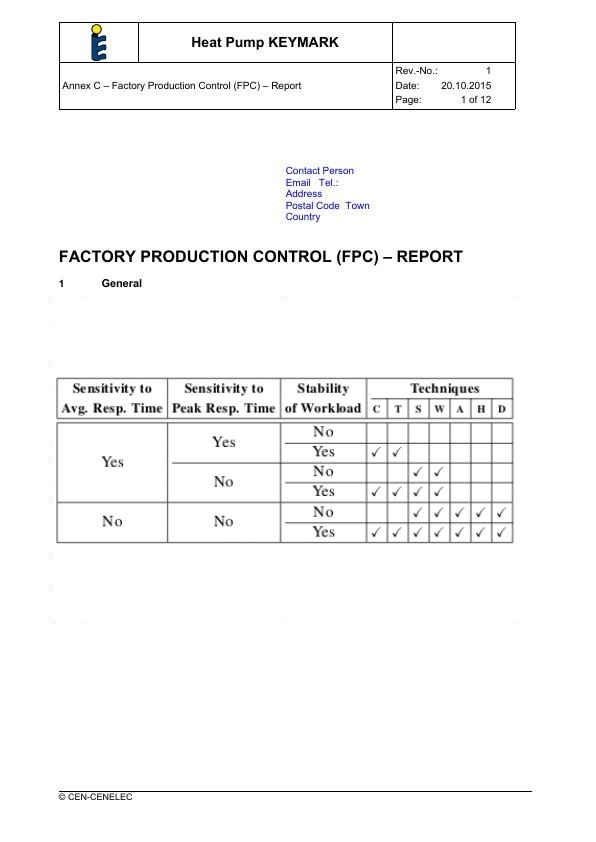 Heat Pump KEYMARK
Annex C – Factory Production Control (FPC) – Report
Rev.-No.: 1
Date: 20.10.2015
Page: 1 of 12
Contact Person
Email Tel.:
Address
Postal Code Town
Country
FACTORY PRODUCTION CONTROL (FPC) – REPORT
1 General
Sensitivity to Sensitivity to Stability Techniques
Avg. Resp. Time Peak Resp. Time of Workload C T S W A H D
Yes Yes No
Yes ✓ ✓
No No ✓ ✓
Yes ✓ ✓ ✓ ✓
No No No ✓ ✓ ✓ ✓ ✓
Yes ✓ ✓ ✓ ✓ ✓ ✓ ✓
© CEN-CENELEC